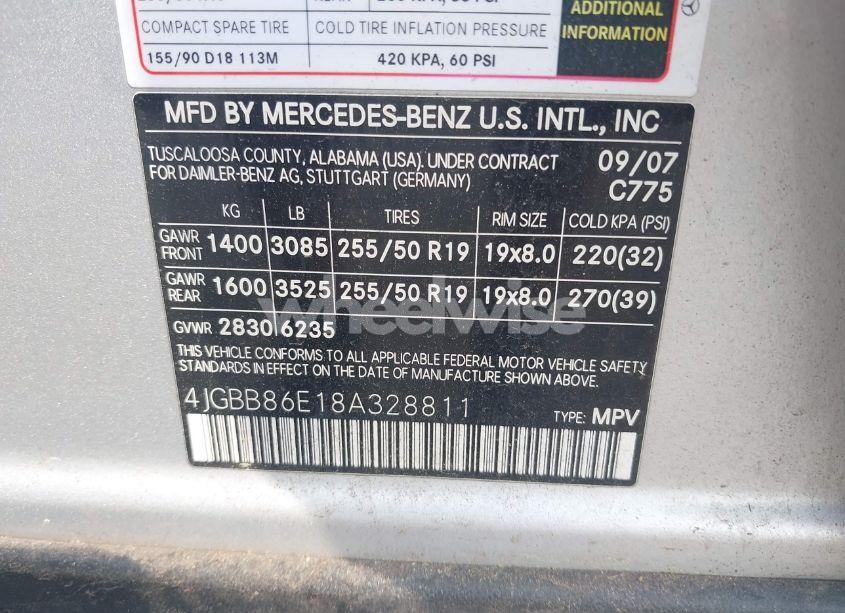 COMPACT SPARE TIRE COLD TIRE INFLATION PRESSURE
155/90 D18 113M 420 KPA, 60 PSI
ADDITIONAL
INFORMATION
MFD BY MERCEDES-BENZ U.S. INTL., INC
TUSCALOOSA COUNTY, ALABAMA (USA). UNDER CONTRACT 09/07
FOR DAIMLER-BENZ AG, STUTTGART (GERMANY) C775
KG LB TIRES RIM SIZE COLD KPA (PSI)
GAWR FRONT 1400 3085 255/50 R19 19x8.0 220(32)
GAWR REAR 1600 3525 255/50 R19 19x8.0 270(39)
GVWR 2830 6235
wheelwise
THIS VEHICLE CONFORMS TO ALL APPLICABLE FEDERAL MOTOR VEHICLE SAFETY
STANDARDS IN EFFECT ON THE DATE OF MANUFACTURE SHOWN ABOVE.
4JGBB86E18A328811
TYPE: MPV